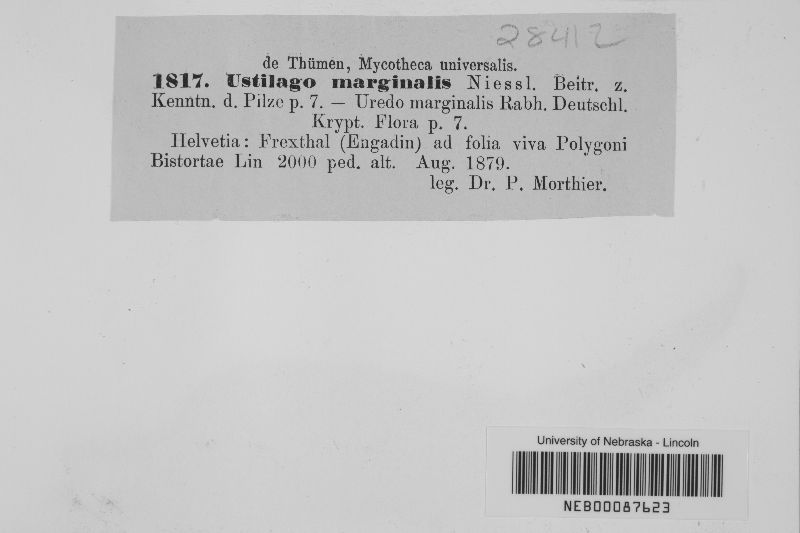 28412
de Thümen, Mycotheca universalis.
1817. Ustilago marginalis Niessl. Beitr. z.
Kenntn. d. Pilze p. 7. — Uredo marginalis Rabh. Deutschl.
Krypt. Flora p. 7.
Helvetia: Frexthal (Engadin) ad folia viva Polygoni
Bistortae Lin 2000 ped. alt. Aug. 1879.
leg. Dr. P. Morthier.
University of Nebraska - Lincoln
NEB00087623